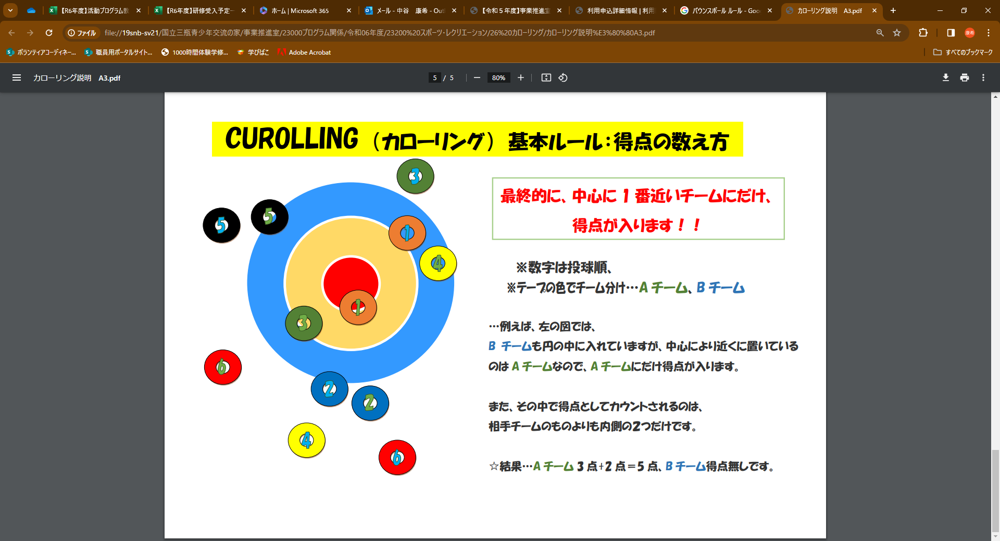 【R6年度】活動プログラム教
【R6年度】研修受入予定一
ホーム | Microsoft 365
メール - 中谷 康希 - Out
【令和５年度】事業推進室
利用申込詳細情報 | 利用
バウンスボール ルール - Goo
カローリング説明 A3.pdf
ファイル
file://19snb-sv21/国立三瓶青少年交流の家/事業推進室/23000プログラム関係/令和06年度/23200%20スポーツ・レクリエーション/26%20カローリング/カローリング説明%E3%80%80A3.pdf
康希
ボランティアコーディネー...
職員用ポータルサイト...
1000時間体験学修...
学びばこ
Adobe Acrobat
すべてのブックマーク
カローリング説明 A3.pdf
5 / 5
80%
CUROLLING（カローリング） 基本ルール：得点の数え方
3
5
5
1
4
1
3
6
2
2
4
6
最終的に、中心に１番近いチームにだけ、
得点が入ります！！
※数字は投球順、
※テープの色でチーム分け…Aチーム、Bチーム
…例えば、左の図では、
B チームも円の中に入れていますが、中心により近くに置いている
のはAチームなので、Aチームにだけ得点が入ります。
また、その中で得点としてカウントされるのは、
相手チームのものよりも内側の2つだけです。
☆結果…Aチーム3点+2点＝5点、Bチーム得点無しです。